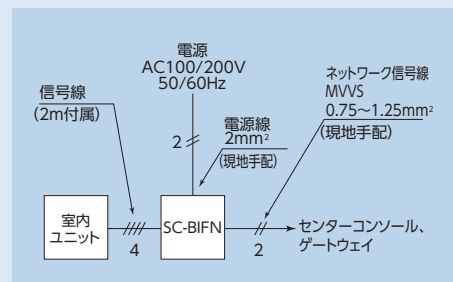 電源
AC100/200V
50/60Hz
信号線
(2m付属)
ネットワーク信号線
MVVS
0.75~1.25mm²
(現地手配)
2
電源線
2mm²
(現地手配)
室内
ユニット
4
SC-BIFN
2
センターコンソール、
ゲートウェイ